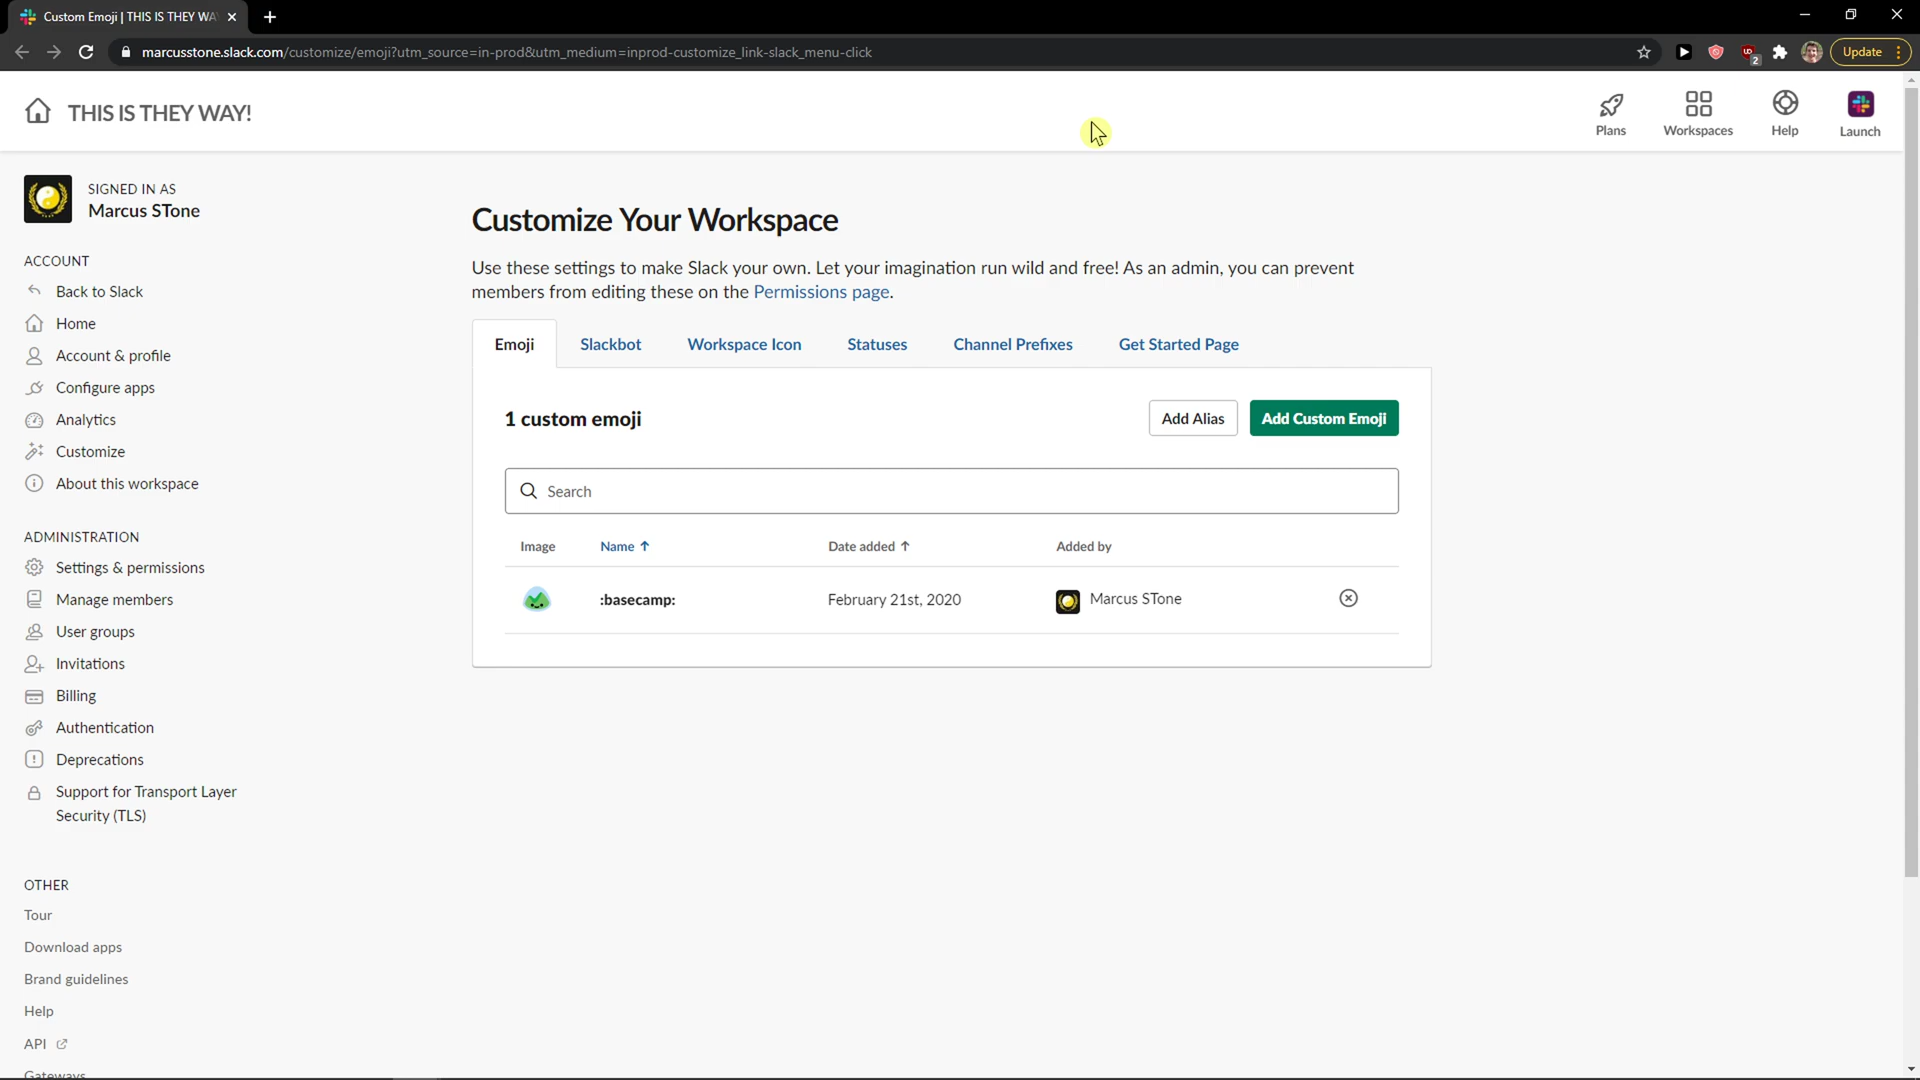 Custom Emoji | THIS IS THEY WA
marcusstone.slack.com/customize/emoji?utm_source=in-prod&utm_medium=inprod-customize_link-slack_menu-click
2
Update
THIS IS THEY WAY!
Plans
Workspaces
Help
Launch
SIGNED IN AS
Marcus STone
ACCOUNT
Back to Slack
Home
Account & profile
Configure apps
Analytics
Customize
About this workspace
ADMINISTRATION
Settings & permissions
Manage members
User groups
Invitations
Billing
Authentication
Deprecations
Support for Transport Layer
Security (TLS)
OTHER
Tour
Download apps
Brand guidelines
Help
API
Gateways
Customize Your Workspace
Use these settings to make Slack your own. Let your imagination run wild and free! As an admin, you can prevent
members from editing these on the Permissions page.
Emoji Slackbot Workspace Icon Statuses Channel Prefixes Get Started Page
1 custom emoji
Add Alias
Add Custom Emoji
Search
Image Name ↑ Date added ↑ Added by
:basecamp: February 21st, 2020 Marcus STone